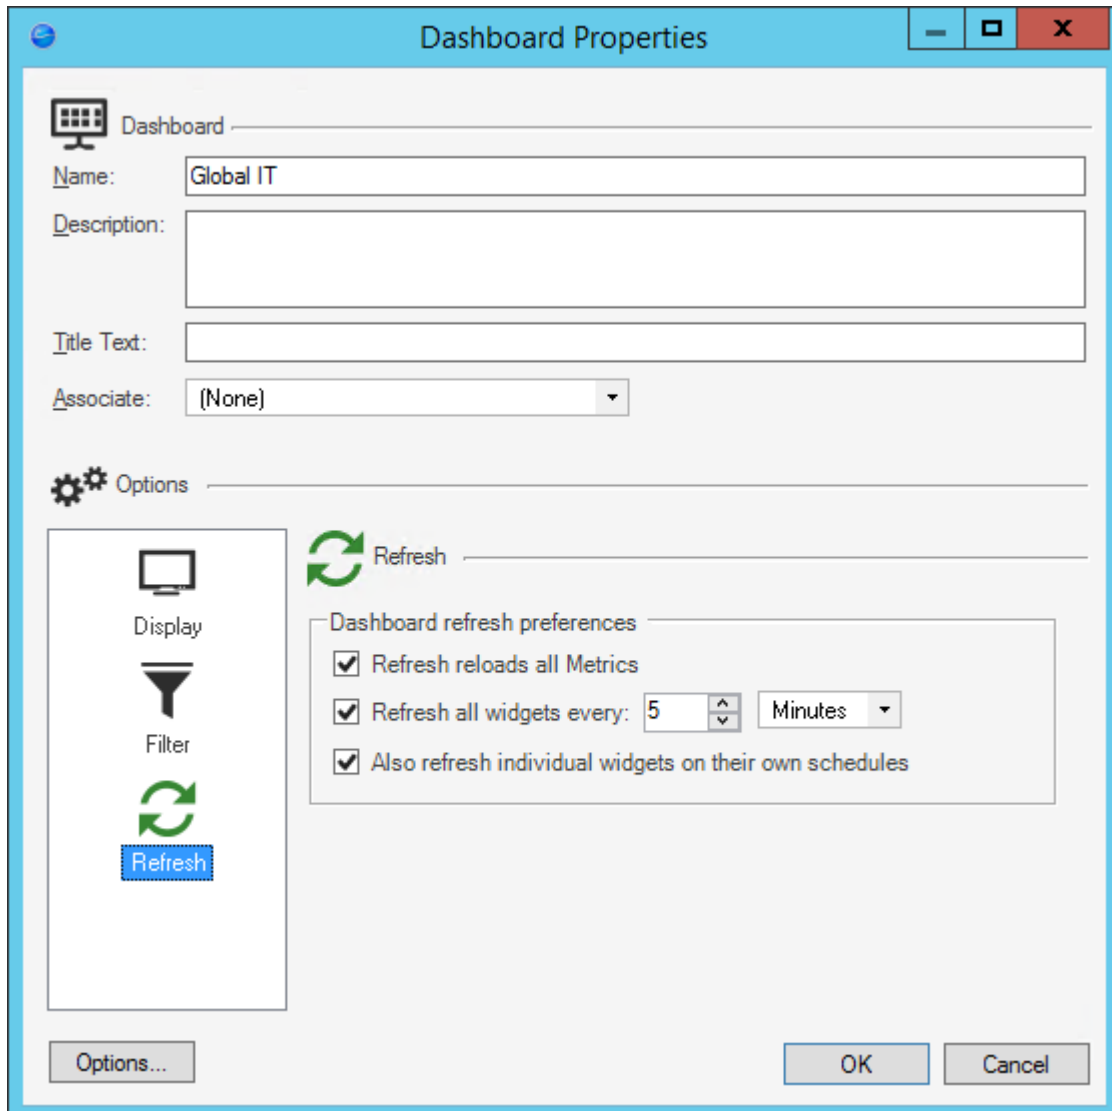 Dashboard Properties
Dashboard
Name: Global IT
Description:
Title Text:
Associate: (None)
Options
Display
Filter
Refresh
Refresh
Dashboard refresh preferences
Refresh reloads all Metrics
Refresh all widgets every: 5 Minutes
Also refresh individual widgets on their own schedules
Options... OK Cancel